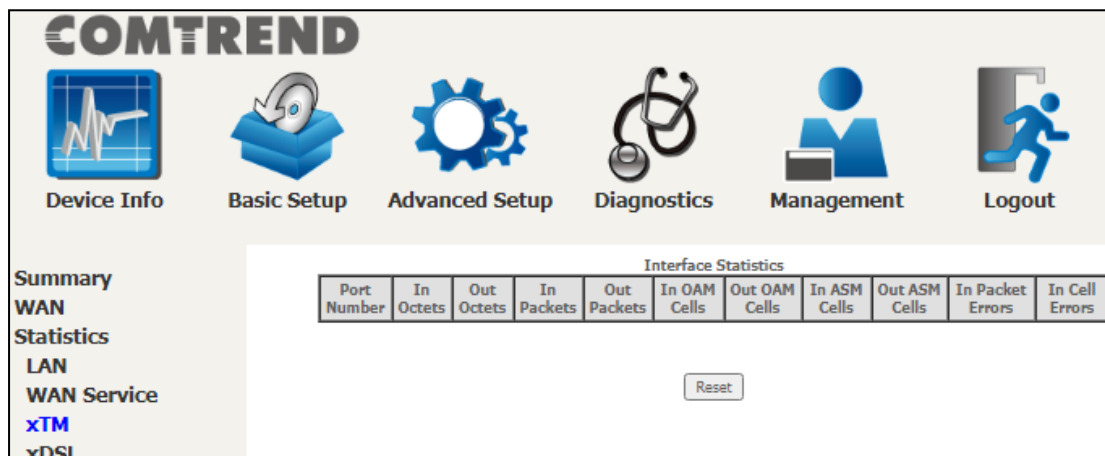 COMTREND
Device Info
Basic Setup
Advanced Setup
Diagnostics
Management
Logout
Summary
WAN
Statistics
LAN
WAN Service
xTM
xDSL
Interface Statistics
Port Number
In Octets
Out Octets
In Packets
Out Packets
In OAM Cells
Out OAM Cells
In ASM Cells
Out ASM Cells
In Packet Errors
In Cell Errors
Reset